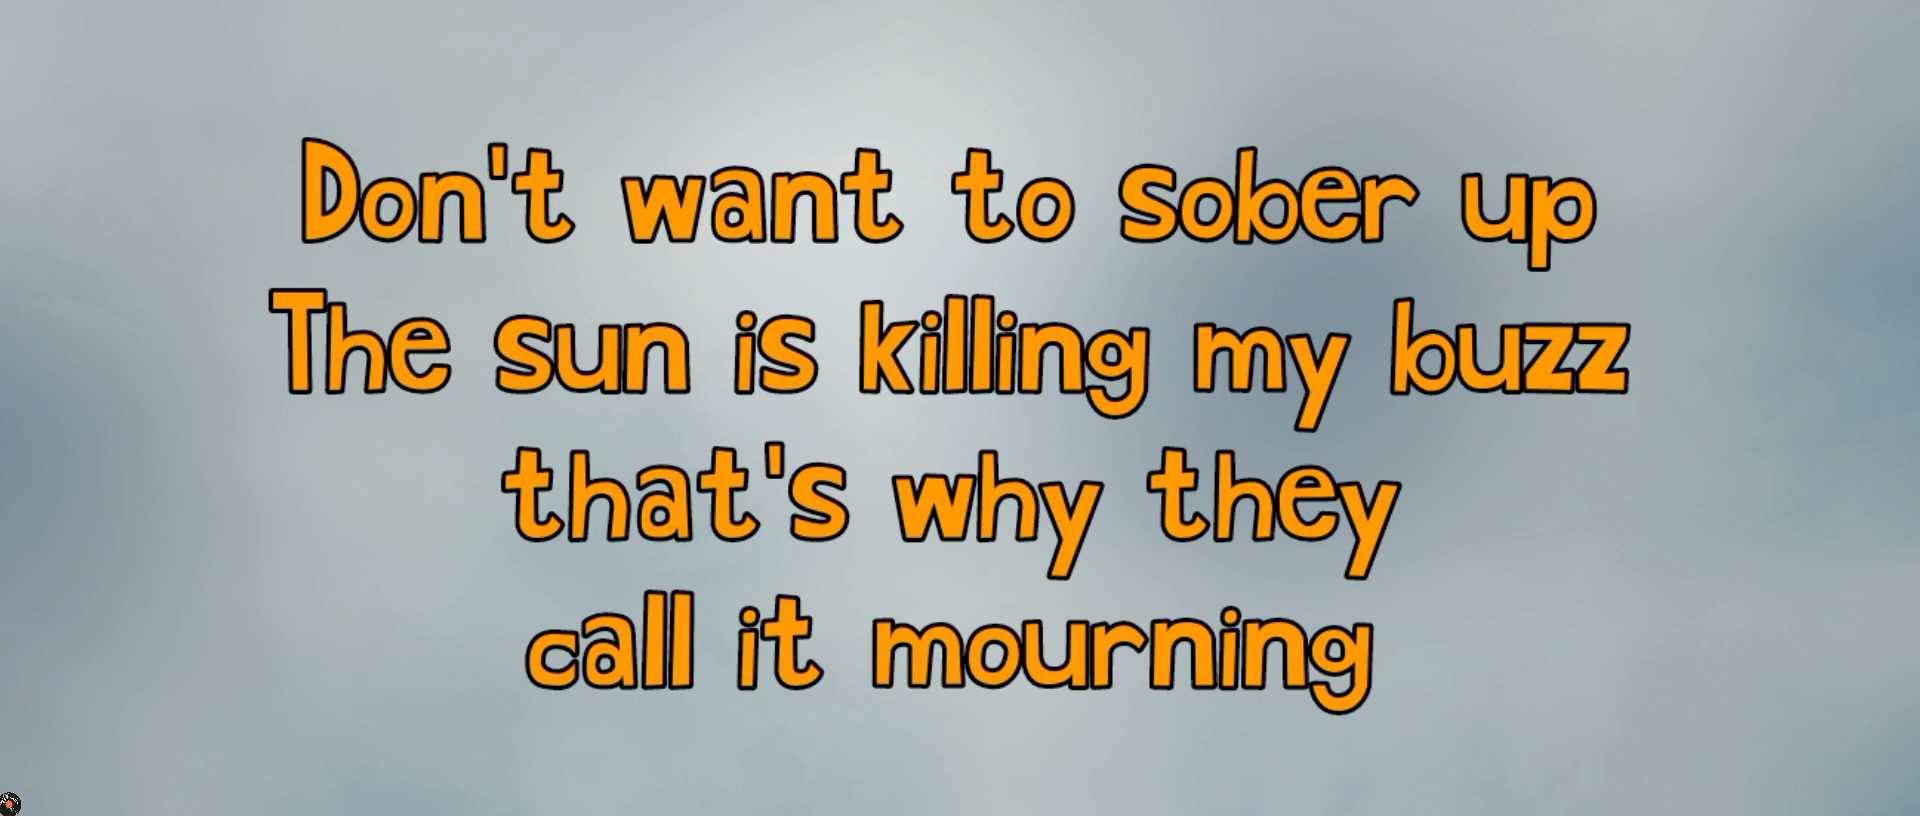 Don't want to sober up
The sun is killing my buzz
that's why they
call it mourning